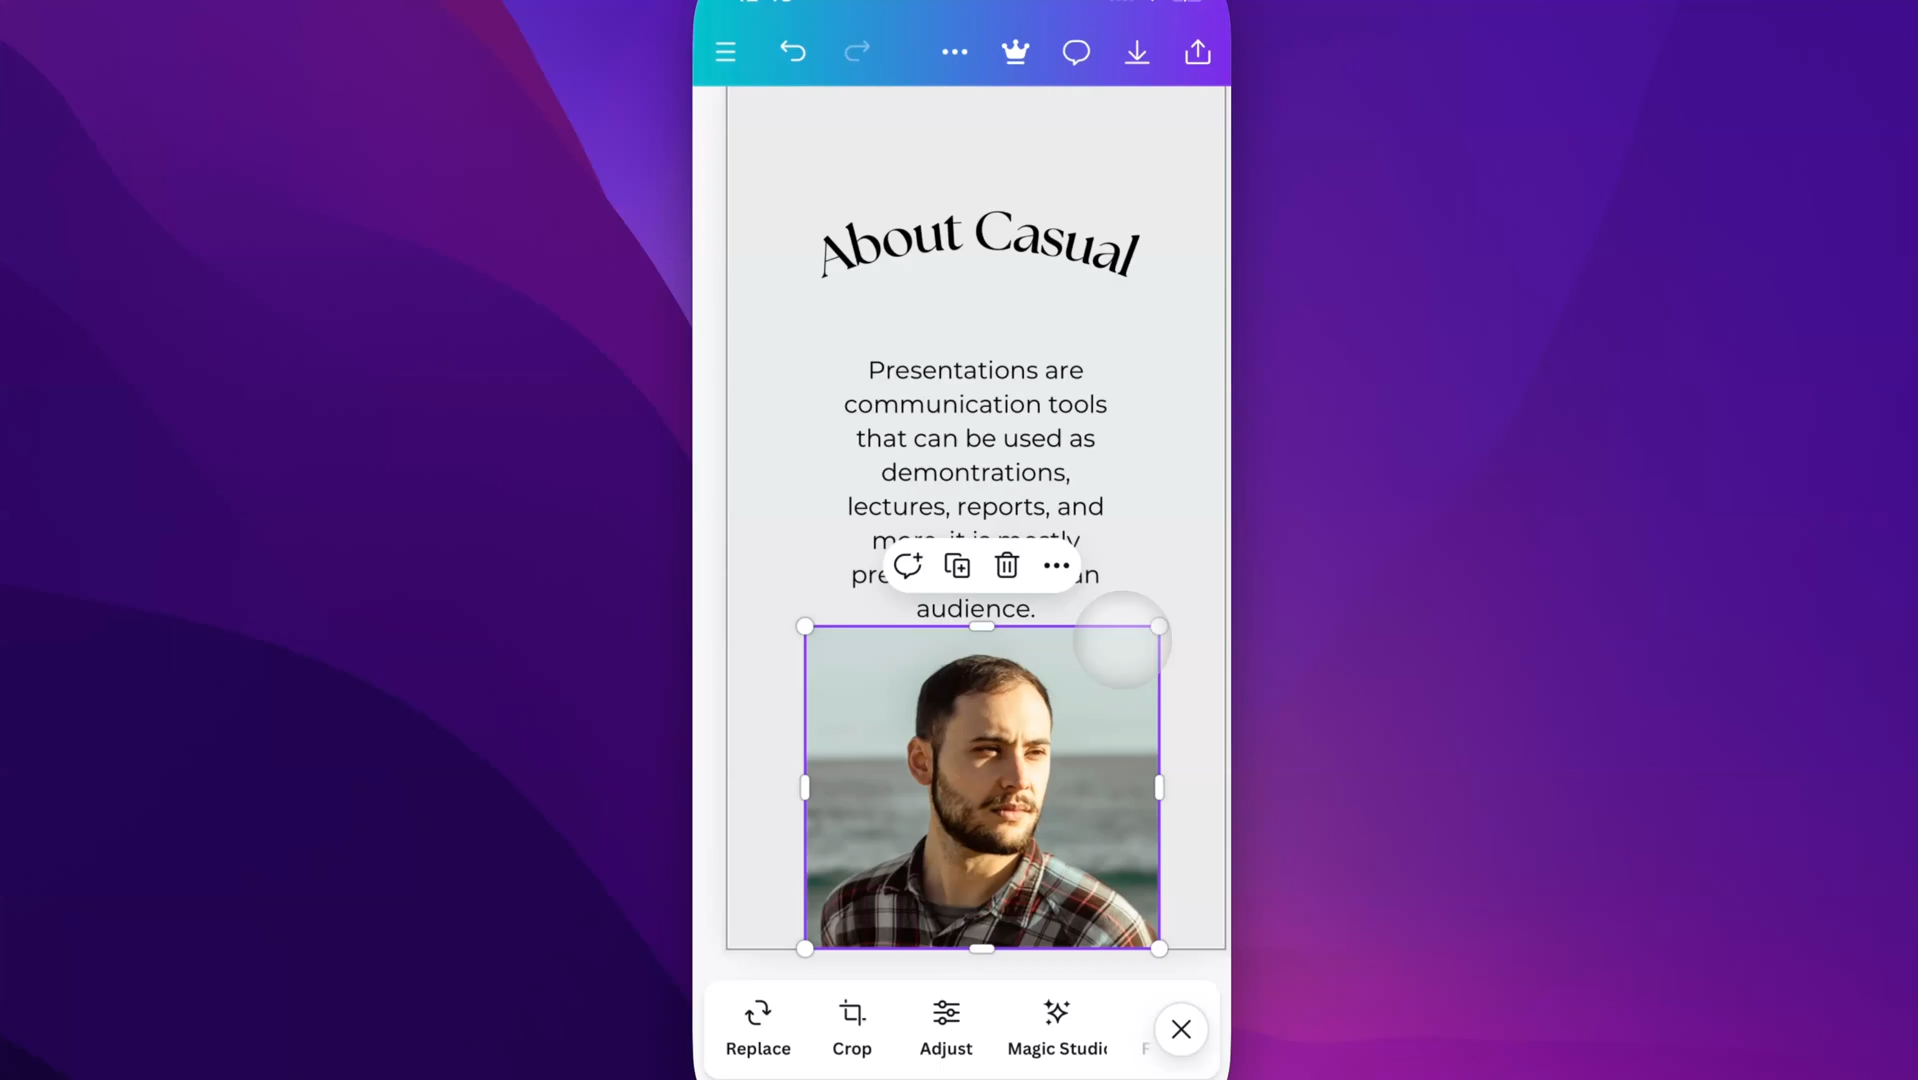 About Casual
Presentations are
communication tools
that can be used as
demontrations,
lectures, reports, and
audience.
Replace
Crop
Adjust
Magic Studio